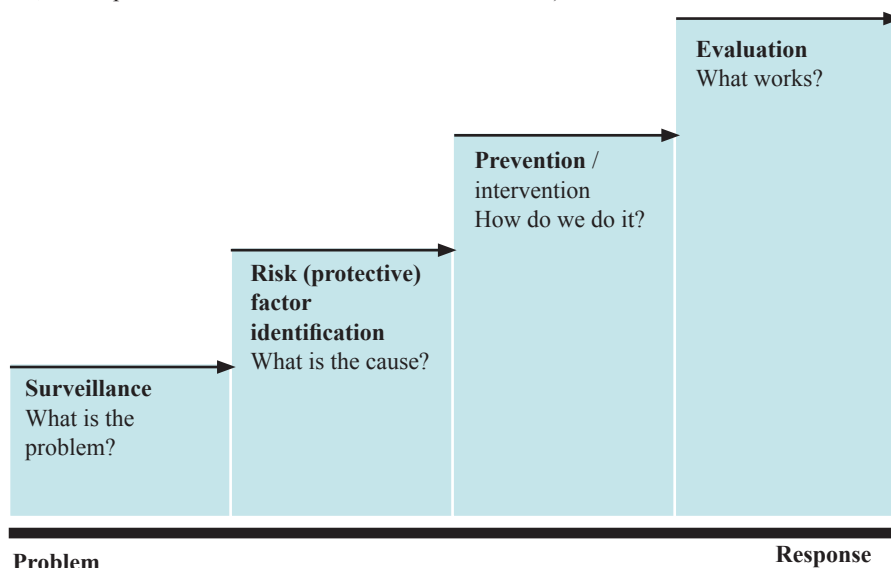 Evaluation
What works?
Prevention /
intervention
How do we do it?
Risk (protective)
factor
identification
What is the cause?
Surveillance
What is the
problem?
Problem
Response